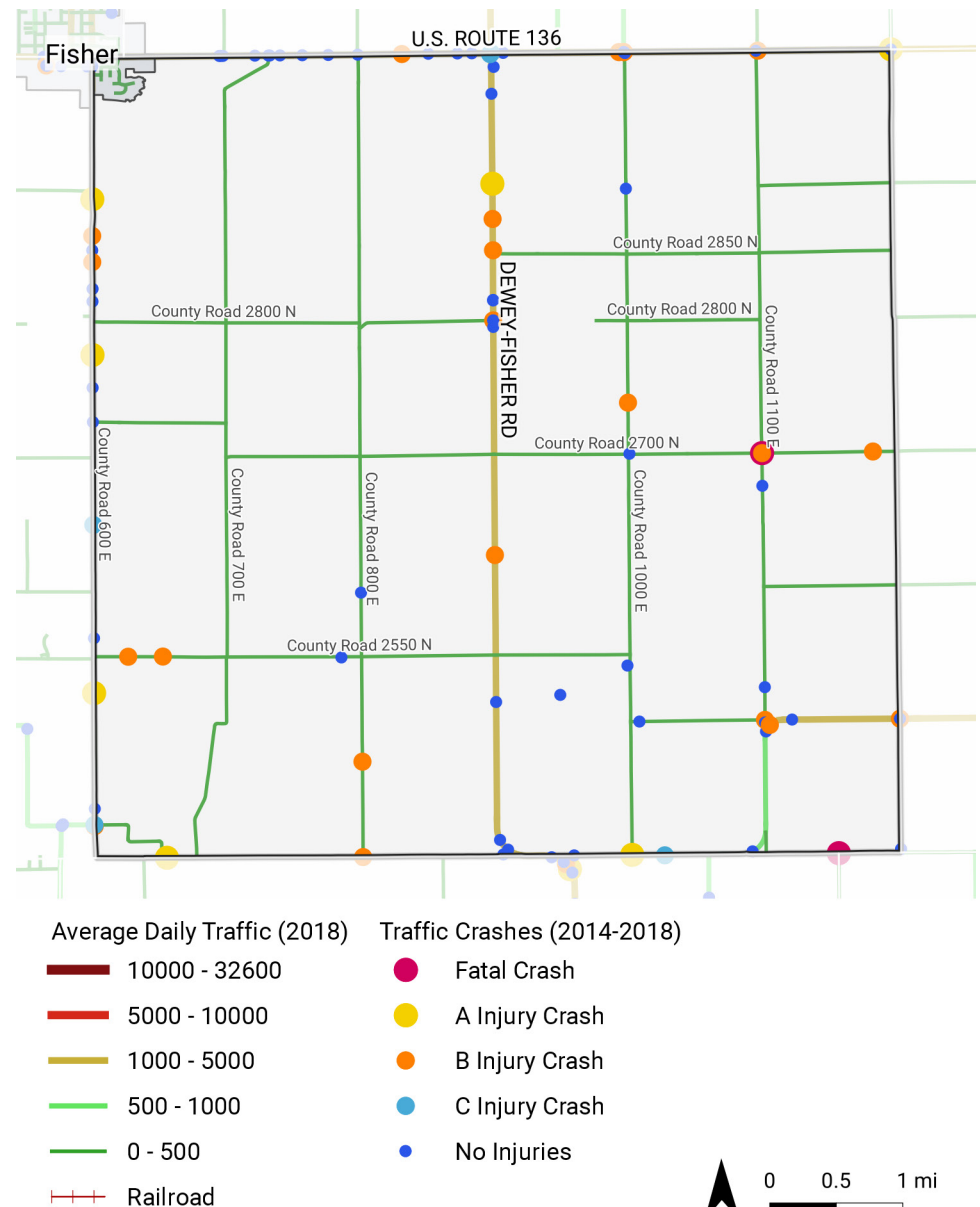 U.S. ROUTE 136
Fisher
County Road 2850 N
County Road 2800 N
County Road 2800 N
DEWEY-FISHER RD
County Road 1100 E
County Road 2700 N
County Road 600 E
County Road 700 E
County Road 800 E
County Road 1000 E
County Road 2550 N
Average Daily Traffic (2018)
10000 - 32600
5000 - 10000
1000 - 5000
500 - 1000
0 - 500
Railroad
Traffic Crashes (2014-2018)
Fatal Crash
A Injury Crash
B Injury Crash
C Injury Crash
No Injuries
0 0.5 1 mi